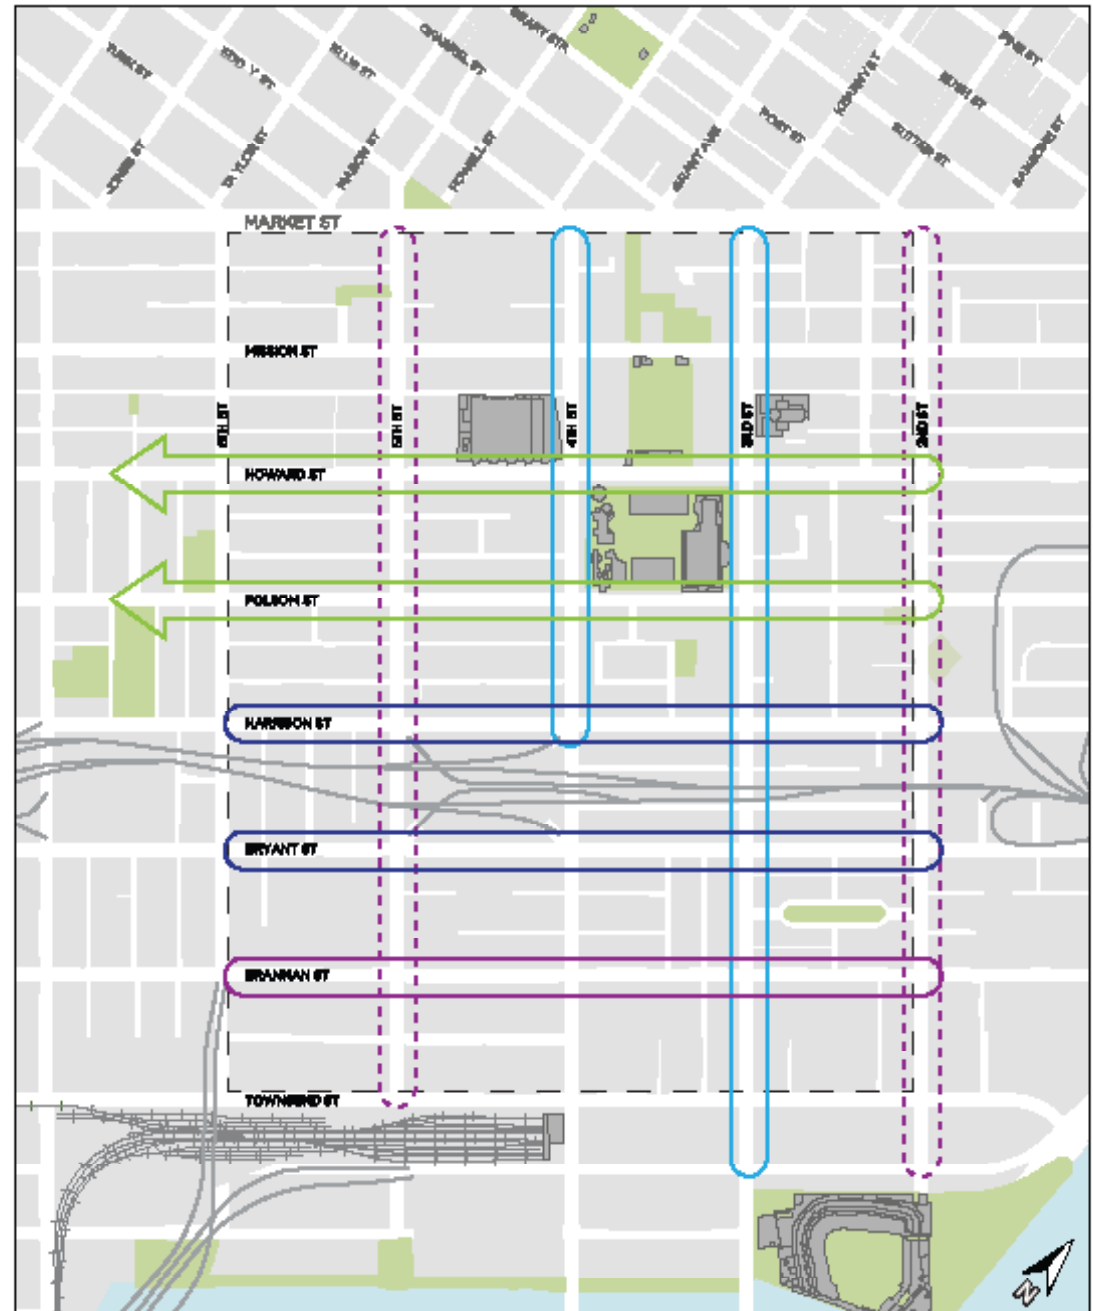 TURK ST
EDDY ST
ELLIS ST
GEARY STR
PINE ST
BUSH ST
KEARNY ST
POST ST
SUTTER ST
SANSOME ST
JONES ST
TAYLOR ST
MASON ST
POWELL ST
GRANT AVE
MARKET ST
MISSION ST
6TH ST
5TH ST
4TH ST
3RD ST
2ND ST
HOWARD ST
FOLSOM ST
HARRISON ST
BRYANT ST
BRANNAN ST
TOWNSEND ST
N